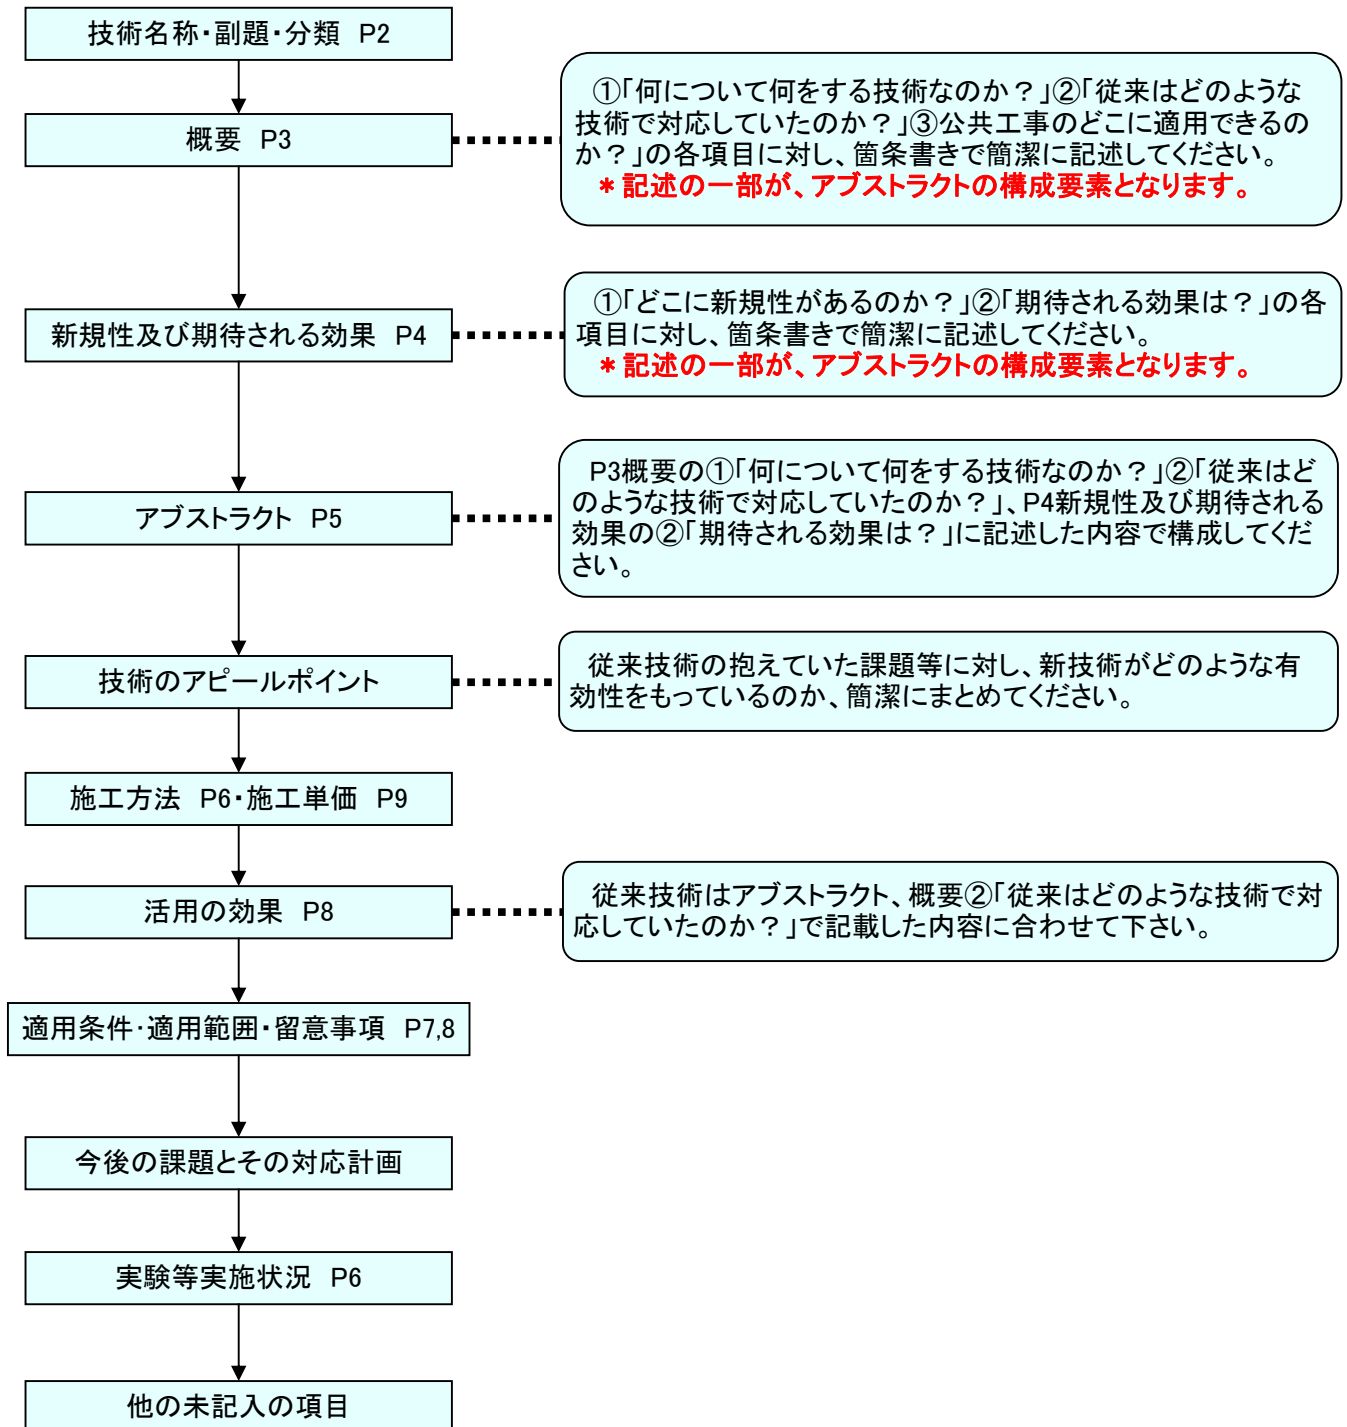 技術名称・副題・分類　P2
①「何について何をする技術なのか？」②「従来はどのような
技術で対応していたのか？」③公共工事のどこに適用できるの
か？」の各項目に対し、箇条書きで簡潔に記述してください。
＊記述の一部が、アブストラクトの構成要素となります。
概要　P3
①「どこに新規性があるのか？」②「期待される効果は？」の各
項目に対し、箇条書きで簡潔に記述してください。
＊記述の一部が、アブストラクトの構成要素となります。
新規性及び期待される効果　P4
P3概要の①「何について何をする技術なのか？」②「従来はど
のような技術で対応していたのか？」、P4新規性及び期待される
効果の②「期待される効果は？」に記述した内容で構成してくだ
さい。
アブストラクト　P5
従来技術の抱えていた課題等に対し、新技術がどのような有
効性をもっているのか、簡潔にまとめてください。
技術のアピールポイント
施工方法　P6・施工単価　P9
従来技術はアブストラクト、概要②「従来はどのような技術で対
応していたのか？」で記載した内容に合わせて下さい。
活用の効果　P8
適用条件・適用範囲・留意事項　P7,8
今後の課題とその対応計画
実験等実施状況　P6
他の未記入の項目